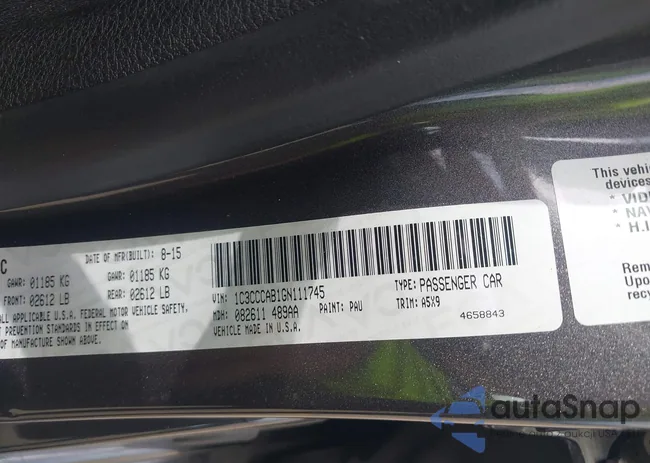 C
DATE OF MFR(BUILT): 8-15
GAWR: 01185 KG
GAWR: 01185 KG
FRONT: 02612 LB
REAR: 02612 LB
ALL APPLICABLE U.S.A. FEDERAL MOTOR VEHICLE SAFETY,
PREVENTION STANDARDS IN EFFECT
OF MANUFACTURE SHOWN ABOVE.
VIN: 1C3CCCAB1GN111745
TYPE: PASSENGER CAR
MDH: 082611 489AA
PAINT: PAU
TRIM: A5X9
VEHICLE MADE IN U.S.A.
4658843
This vehi
devices
* VID
* NAV
* H.I
Rem
Upo
recy
autaSnap